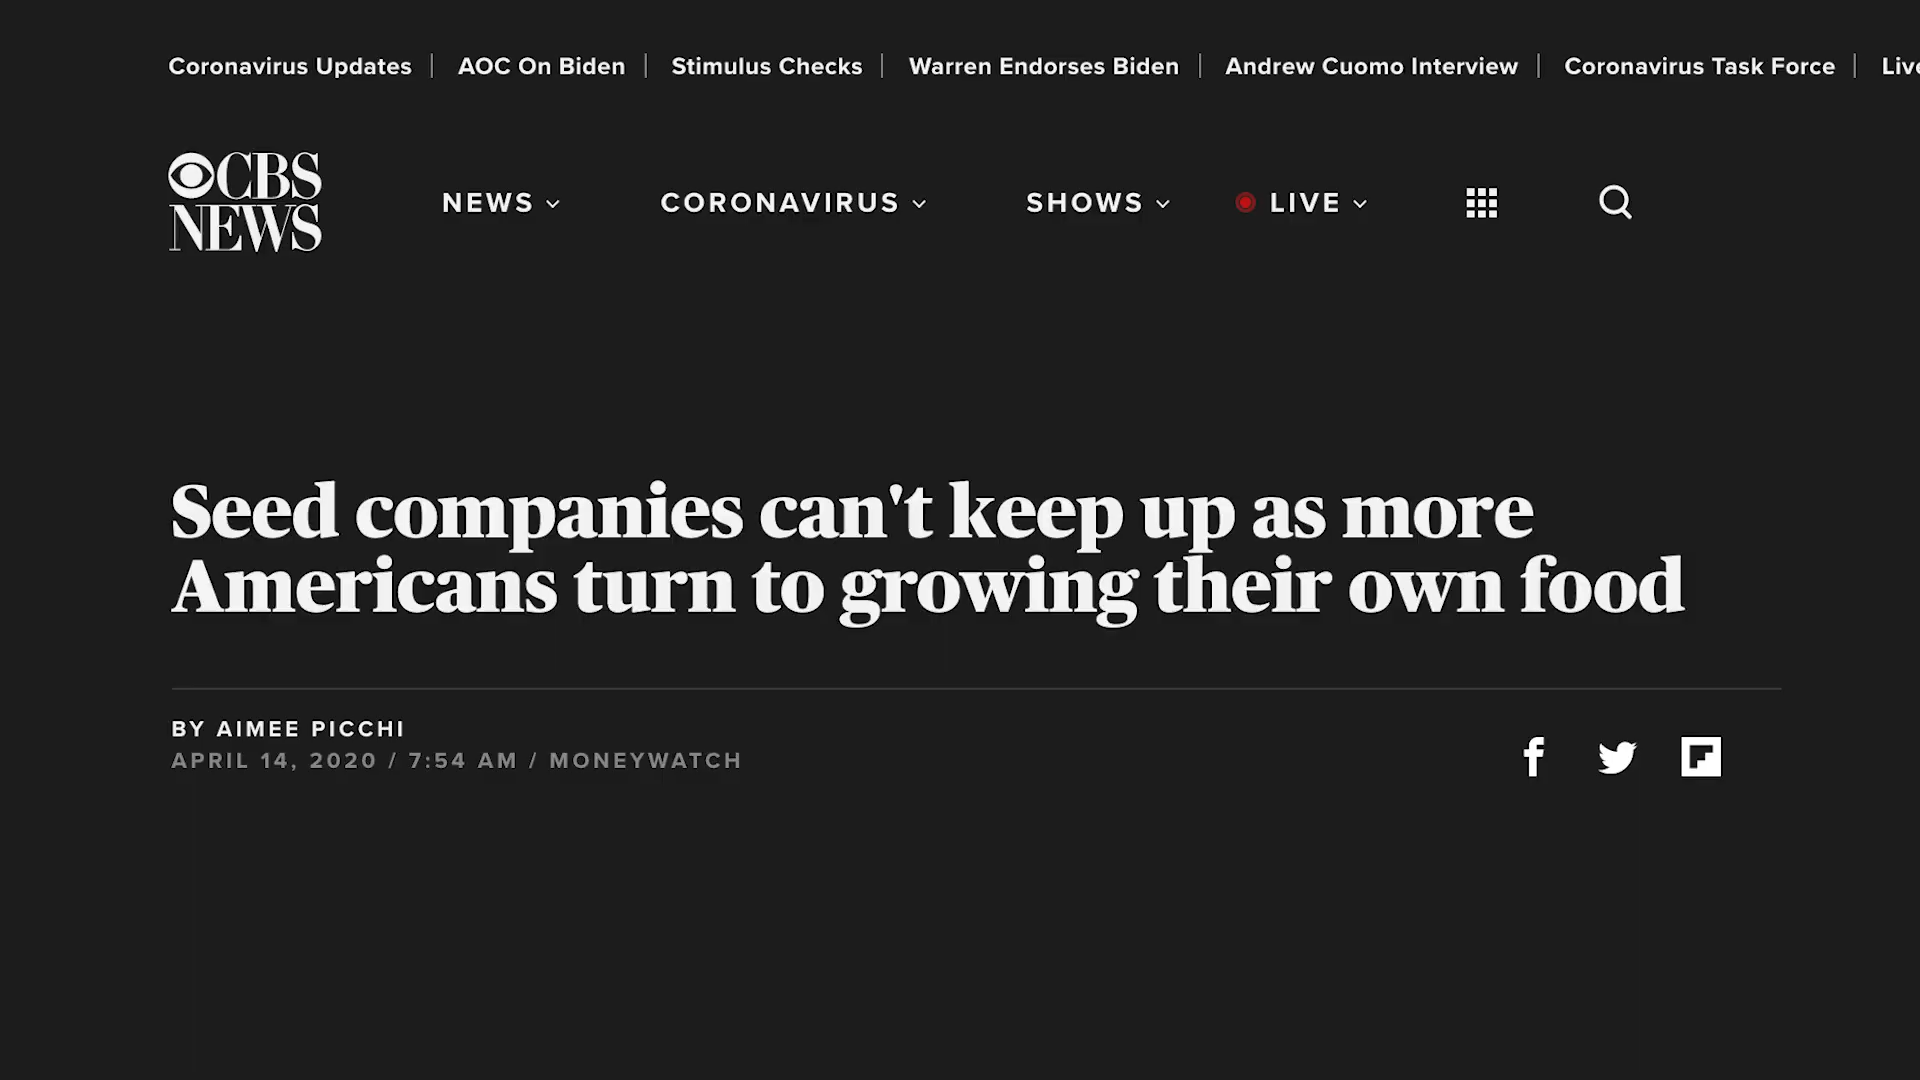 Coronavirus Updates | AOC On Biden | Stimulus Checks | Warren Endorses Biden | Andrew Cuomo Interview | Coronavirus Task Force |
CBS
NEWS
NEWS CORONAVIRUS SHOWS LIVE
Seed companies can't keep up as more
Americans turn to growing their own food
BY AIMEE PICCHI
APRIL 14, 2020 / 7:54 AM / MONEYWATCH